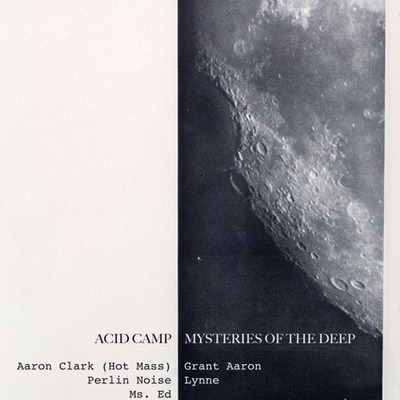 ACID CAMP MYSTERIES OF THE DEEP
Aaron Clark (Hot Mass) Grant Aaron
Perlin Noise Lynne
Ms. Ed